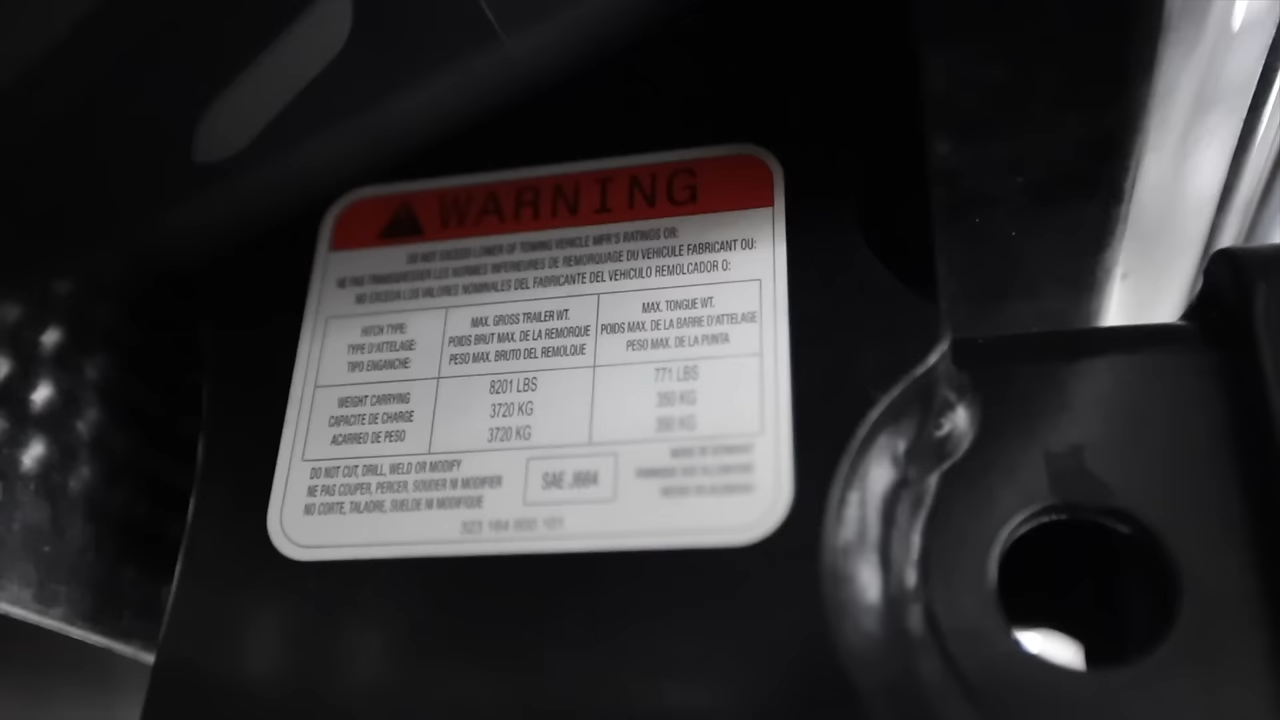 WARNING
DO NOT EXCEED LOWER OF TOWING VEHICLE MFR'S RATINGS OR:
NE PAS TRANSGRESSER LES NORMES INFERIEURES DE REMORQUAGE DU VEHICULE FABRICANT OU:
NO EXCEDA LOS VALORES NOMINALES DEL FABRICANTE DEL VEHICULO REMOLCADOR O:
HITCH TYPE:
TYPE D'ATTELAGE:
TIPO ENGANCHE:
MAX. GROSS TRAILER WT.
POIDS BRUT MAX. DE LA REMORQUE
PESO MAX. BRUTO DEL REMOLQUE
MAX. TONGUE WT.
POIDS MAX. DE LA BARRE D'ATTELAGE
PESO MAX. DE LA PUNTA
WEIGHT CARRYING
CAPACITE DE CHARGE
ACARREO DE PESO
8201 LBS
3720 KG
3720 KG
771 LBS
350 KG
350 KG
DO NOT CUT, DRILL, WELD OR MODIFY
NE PAS COUPER, PERCER, SOUDER NI MODIFIER
NO CORTE, TALADRE, SUELDE NI MODIFIQUE
SAE J684
MADE IN GERMANY